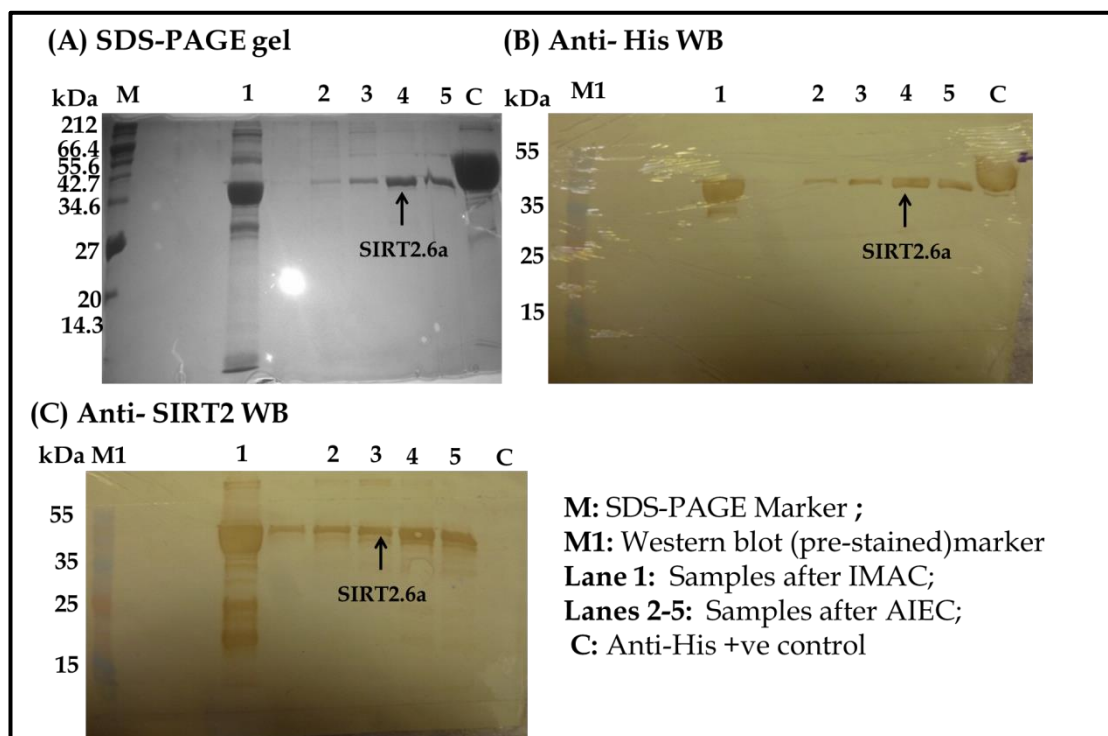 (A) SDS-PAGE gel
kDa M 1 2 3 4 5 C
212
66.4
55.6
42.7
34.6
27
20
14.3
SIRT2.6a
(B) Anti- His WB
kDa M1 1 2 3 4 5 C
55
35
25
15
SIRT2.6a
(C) Anti- SIRT2 WB
kDa M1 1 2 3 4 5 C
55
35
25
15
SIRT2.6a
M: SDS-PAGE Marker ;
M1: Western blot (pre-stained)marker
Lane 1: Samples after IMAC;
Lanes 2-5: Samples after AIEC;
C: Anti-His +ve control